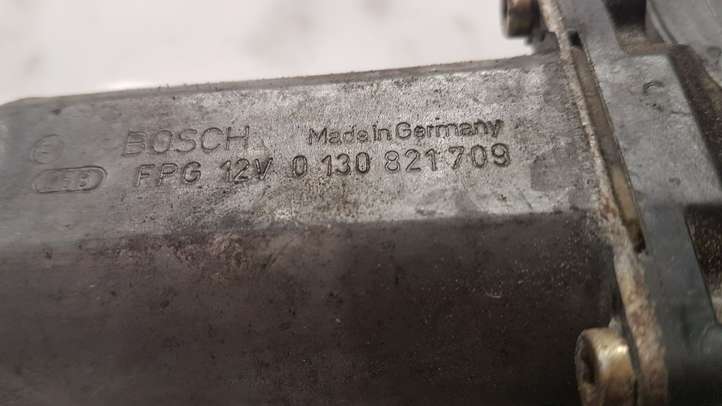 BOSCH Made in Germany
FPG 12V 0 130 821 709